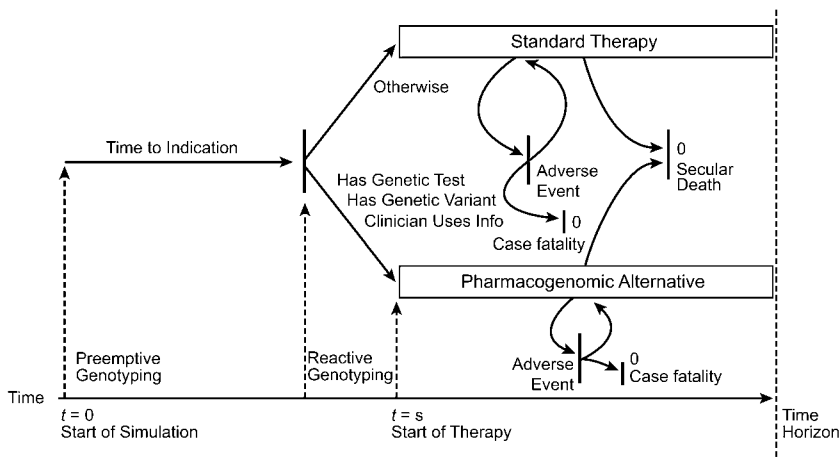 Standard Therapy
Otherwise
Time to Indication
0
Secular
Death
Adverse
Event
Has Genetic Test
Has Genetic Variant
Clinician Uses Info
0
Case fatality
Pharmacogenomic Alternative
Preemptive
Genotyping
Reactive
Genotyping
Adverse
Event
0
Case fatality
Time
t = 0
Start of Simulation
t = s
Start of Therapy
Time
Horizon